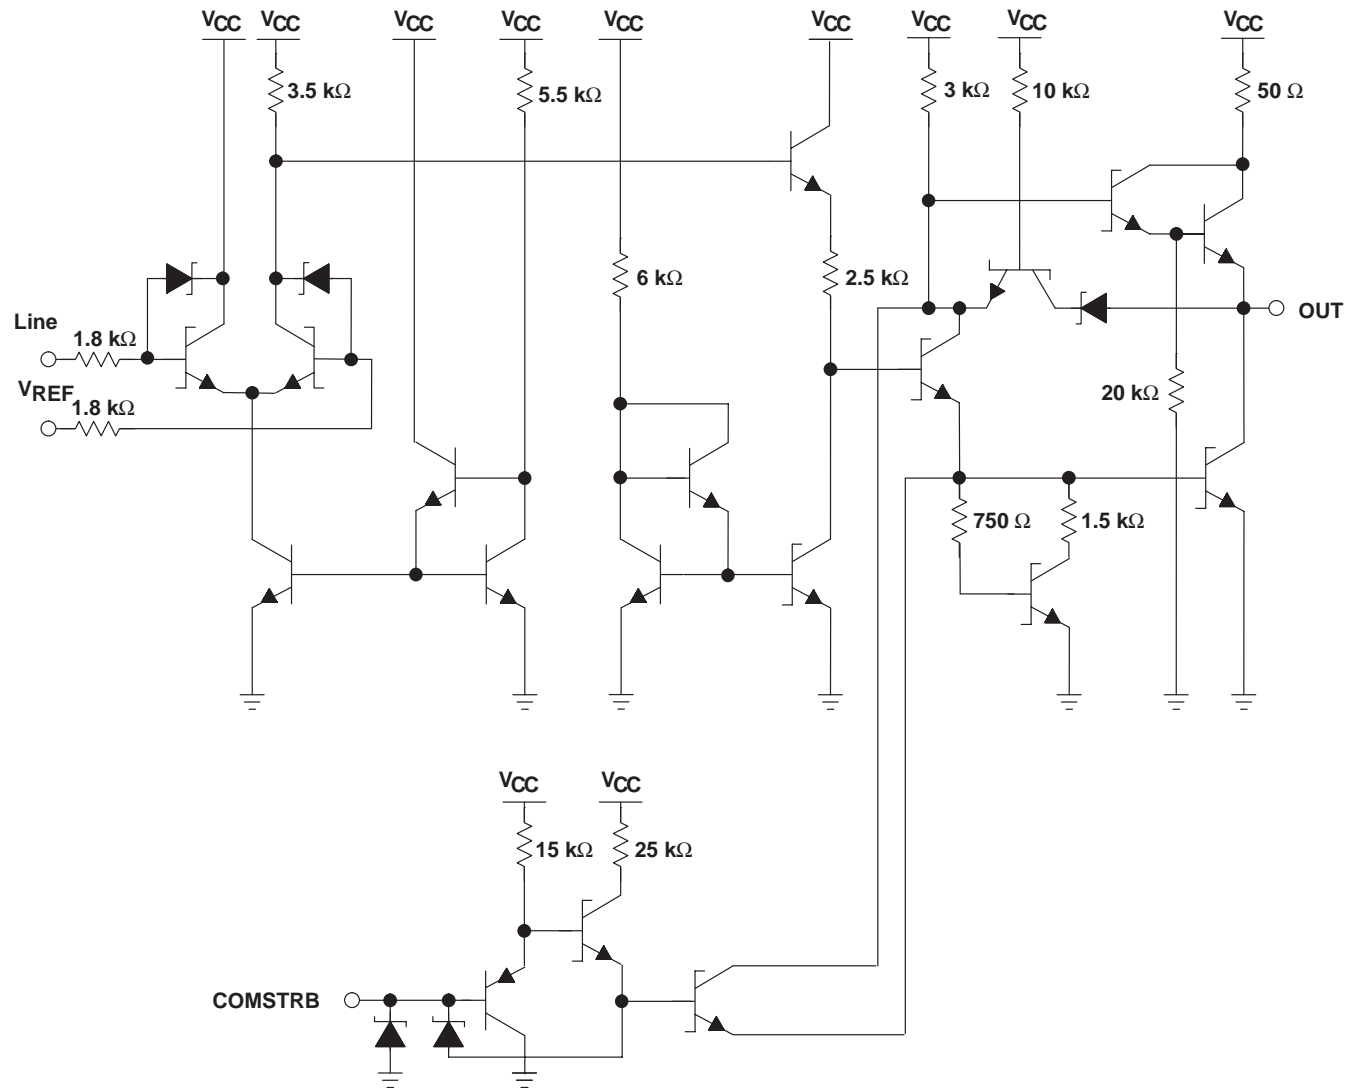 VCC VCC VCC VCC VCC VCC VCC VCC VCC
3.5 kΩ 5.5 kΩ 3 kΩ 10 kΩ 50 Ω
6 kΩ 2.5 kΩ
Line
1.8 kΩ
OUT
VREF
1.8 kΩ
20 kΩ
750 Ω 1.5 kΩ
VCC VCC
15 kΩ 25 kΩ
COMSTRB